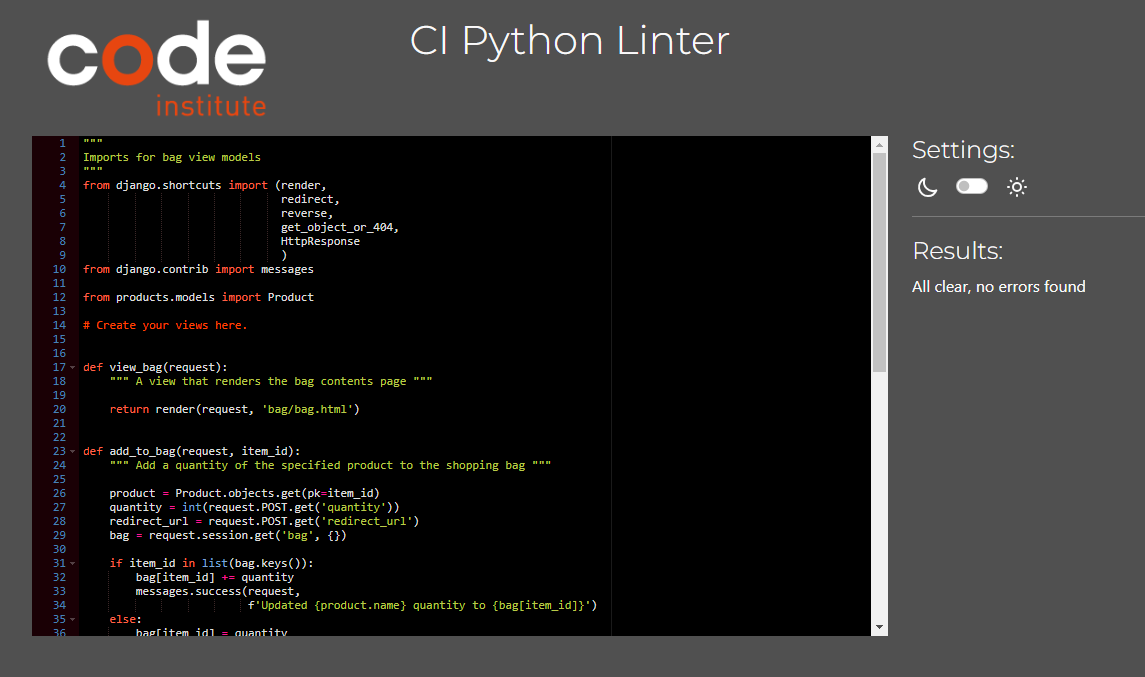 code
institute
CI Python Linter
1 """
2 Imports for bag view models
3 """
4 from django.shortcuts import (render,
5 redirect,
6 reverse,
7 get_object_or_404,
8 HttpResponse
9 )
10 from django.contrib import messages
11
12 from products.models import Product
13
14 # Create your views here.
15
16
17 def view_bag(request):
18 """ A view that renders the bag contents page """
19
20 return render(request, 'bag/bag.html')
21
22
23 def add_to_bag(request, item_id):
24 """ Add a quantity of the specified product to the shopping bag """
25
26 product = Product.objects.get(pk=item_id)
27 quantity = int(request.POST.get('quantity'))
28 redirect_url = request.POST.get('redirect_url')
29 bag = request.session.get('bag', {})
30
31 if item_id in list(bag.keys()):
32 bag[item_id] += quantity
33 messages.success(request,
34 f'Updated {product.name} quantity to {bag[item_id]}')
35 else:
36 bag[item_id] = quantity
Settings:
Results:
All clear, no errors found